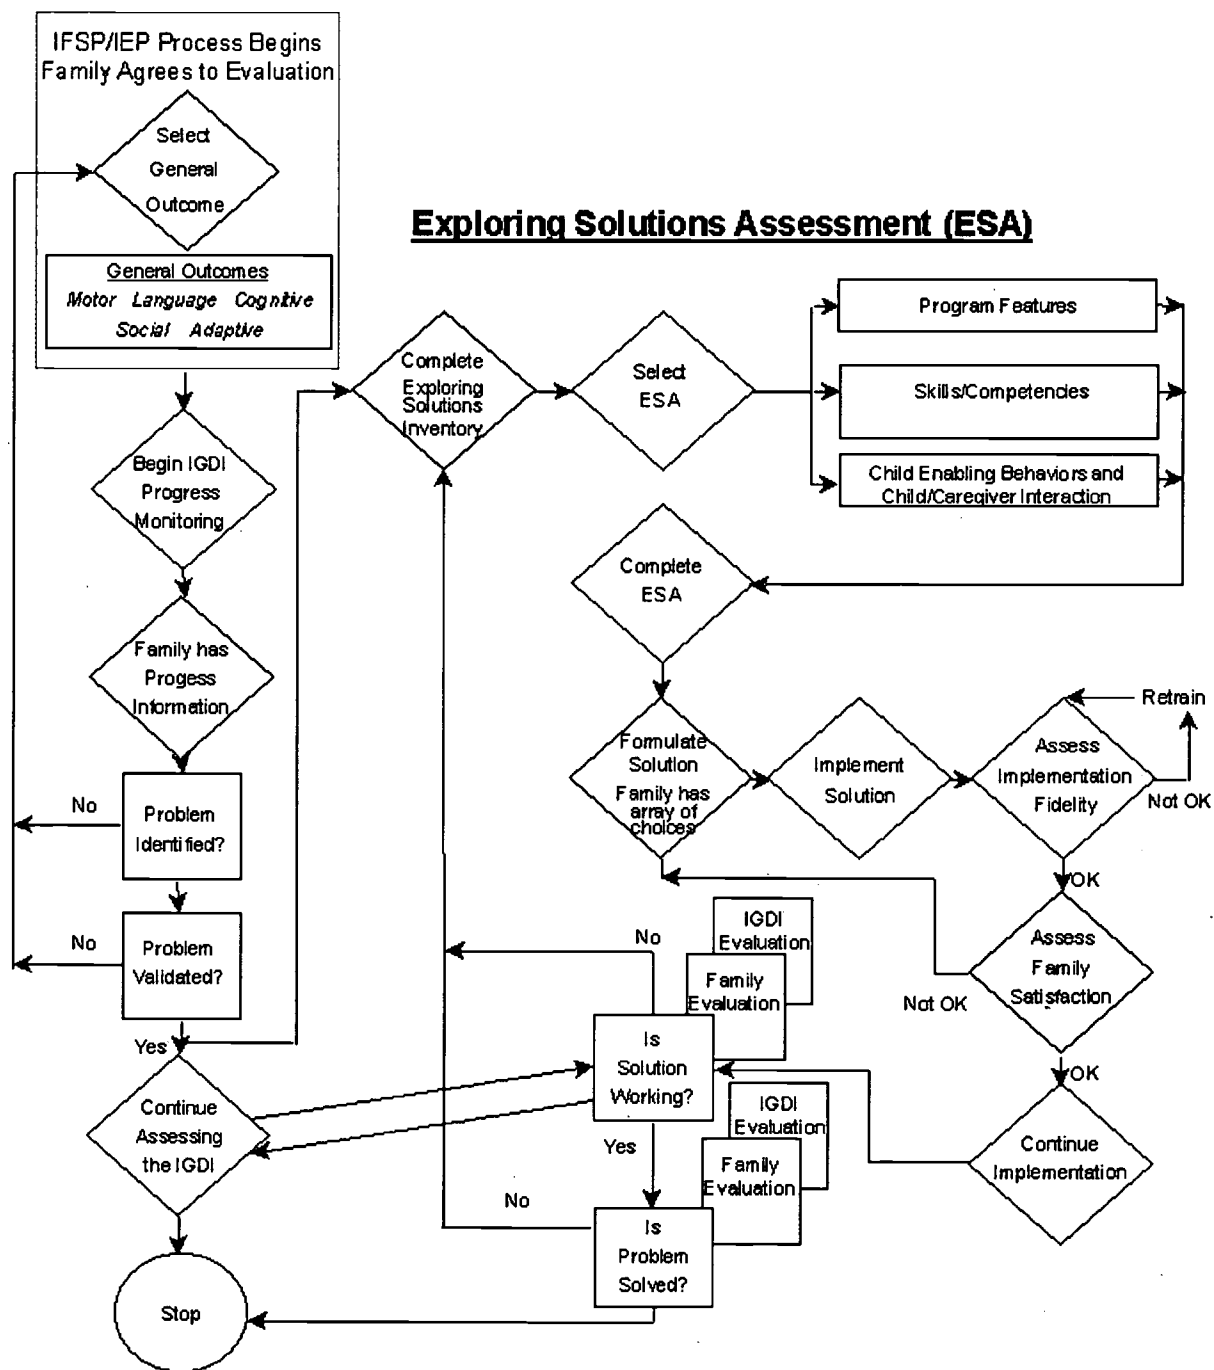 IFSP/IEP Process Begins
Family Agrees to Evaluation
Select
General
Outcome
General Outcomes
Motor Language Cognitive
Social Adaptive
Begin IGDI
Progress
Monitoring
Family has
Progess
Information
No
Problem
Identified?
No
Problem
Validated?
Yes
Continue
Assessing
the IGDI
Stop
Exploring Solutions Assessment (ESA)
Complete
Exploring
Solutions
Inventory
Select
ESA
Program Features
Skills/Competencies
Child Enabling Behaviors and
Child/Caregiver Interaction
Complete
ESA
Formulate
Solution
Family has
array of
choices
Implement
Solution
Assess
Implementation
Fidelity
Retrain
Not OK
OK
Assess
Family
Satisfaction
Not OK
OK
Continue
Implementation
IGDI
Evaluation
Family
Evaluation
No
Is
Solution
Working?
Yes
IGDI
Evaluation
Family
Evaluation
No
Is
Problem
Solved?